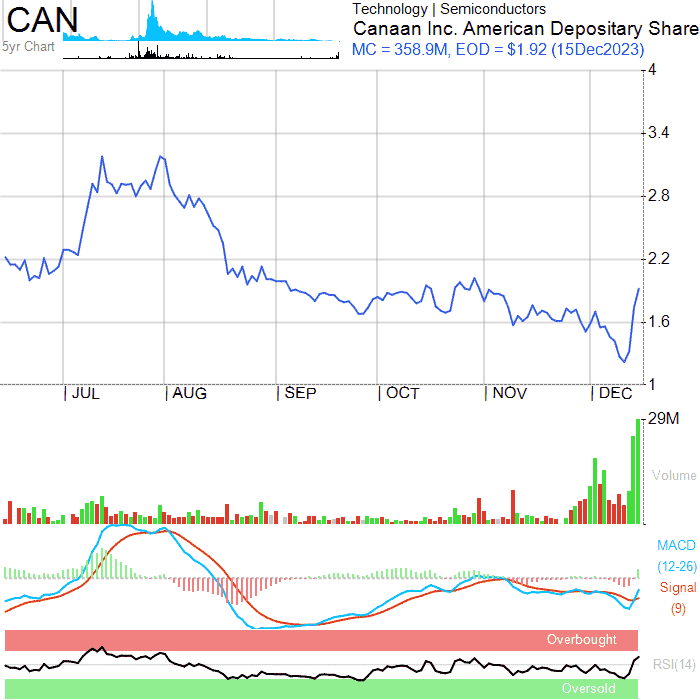 CAN
5yr Chart
Technology | Semiconductors
Canaan Inc. American Depositary Share
MC = 358.9M, EOD = $1.92 (15Dec2023)
4
3.4
2.8
2.2
1.6
1
JUL AUG SEP OCT NOV DEC
29M
Volume
MACD
(12-26)
Signal
(9)
Overbought
RSI(14)
Oversold